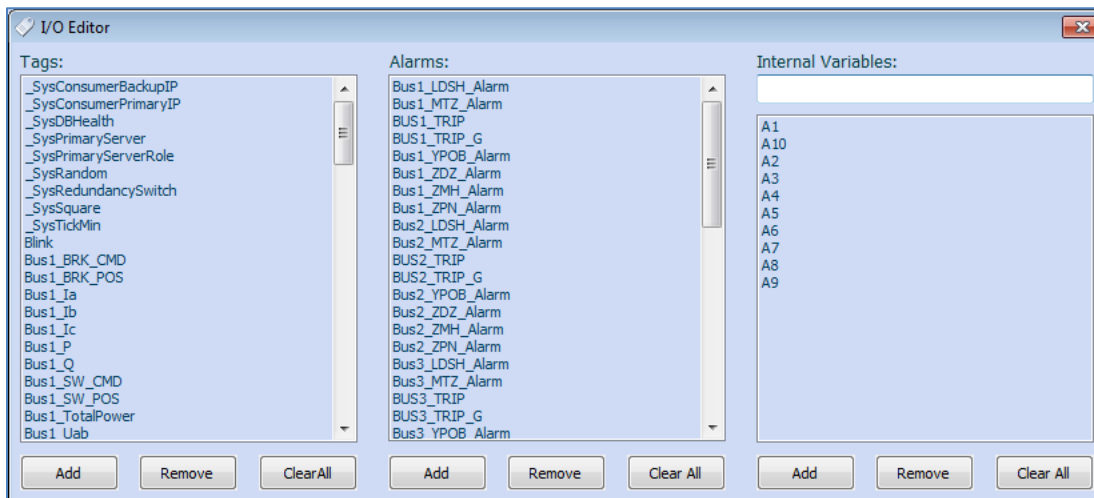 I/O Editor
Tags:
_SysConsumerBackupIP
_SysConsumerPrimaryIP
_SysDBHealth
_SysPrimaryServer
_SysPrimaryServerRole
_SysRandom
_SysRedundancySwitch
_SysSquare
_SysTickMin
Blink
Bus1_BRK_CMD
Bus1_BRK_POS
Bus1_Ia
Bus1_Ib
Bus1_Ic
Bus1_P
Bus1_Q
Bus1_SW_CMD
Bus1_SW_POS
Bus1_TotalPower
Bus1_Uab
Add Remove ClearAll
Alarms:
Bus1_LDSH_Alarm
Bus1_MTZ_Alarm
BUS1_TRIP
BUS1_TRIP_G
Bus1_YPOB_Alarm
Bus1_ZDZ_Alarm
Bus1_ZMH_Alarm
Bus1_ZPN_Alarm
Bus2_LDSH_Alarm
Bus2_MTZ_Alarm
BUS2_TRIP
BUS2_TRIP_G
Bus2_YPOB_Alarm
Bus2_ZDZ_Alarm
Bus2_ZMH_Alarm
Bus2_ZPN_Alarm
Bus3_LDSH_Alarm
Bus3_MTZ_Alarm
BUS3_TRIP
BUS3_TRIP_G
Bus3_YPOB_Alarm
Add Remove Clear All
Internal Variables:
A1
A10
A2
A3
A4
A5
A6
A7
A8
A9
Add Remove Clear All